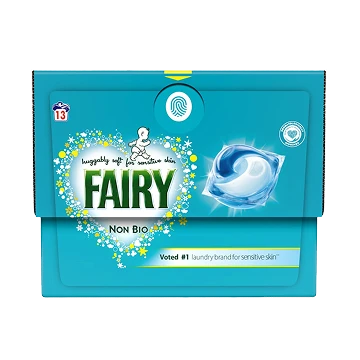 13
huggably soft for sensitive skin
FAIRY
NON BIO
Voted #1 laundry brand for sensitive skin*